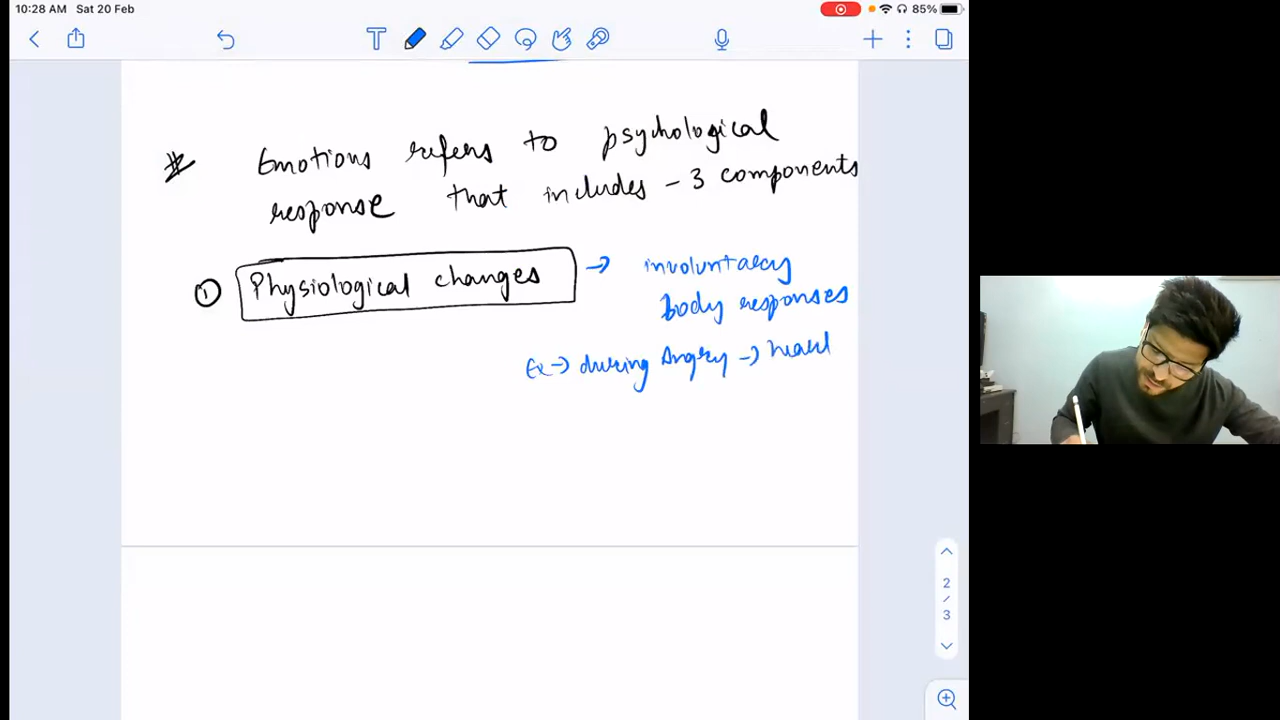 10:28 AM Sat 20 Feb
85%
Emotions refers to psychological
response that includes - 3 components
① Physiological changes → involuntary
body responses
Ex → during Angry → heart
2
/
3